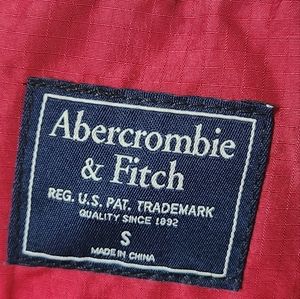 Abercrombie
& Fitch
REG. U.S. PAT. TRADEMARK
QUALITY SINCE 1892
S
MADE IN CHINA